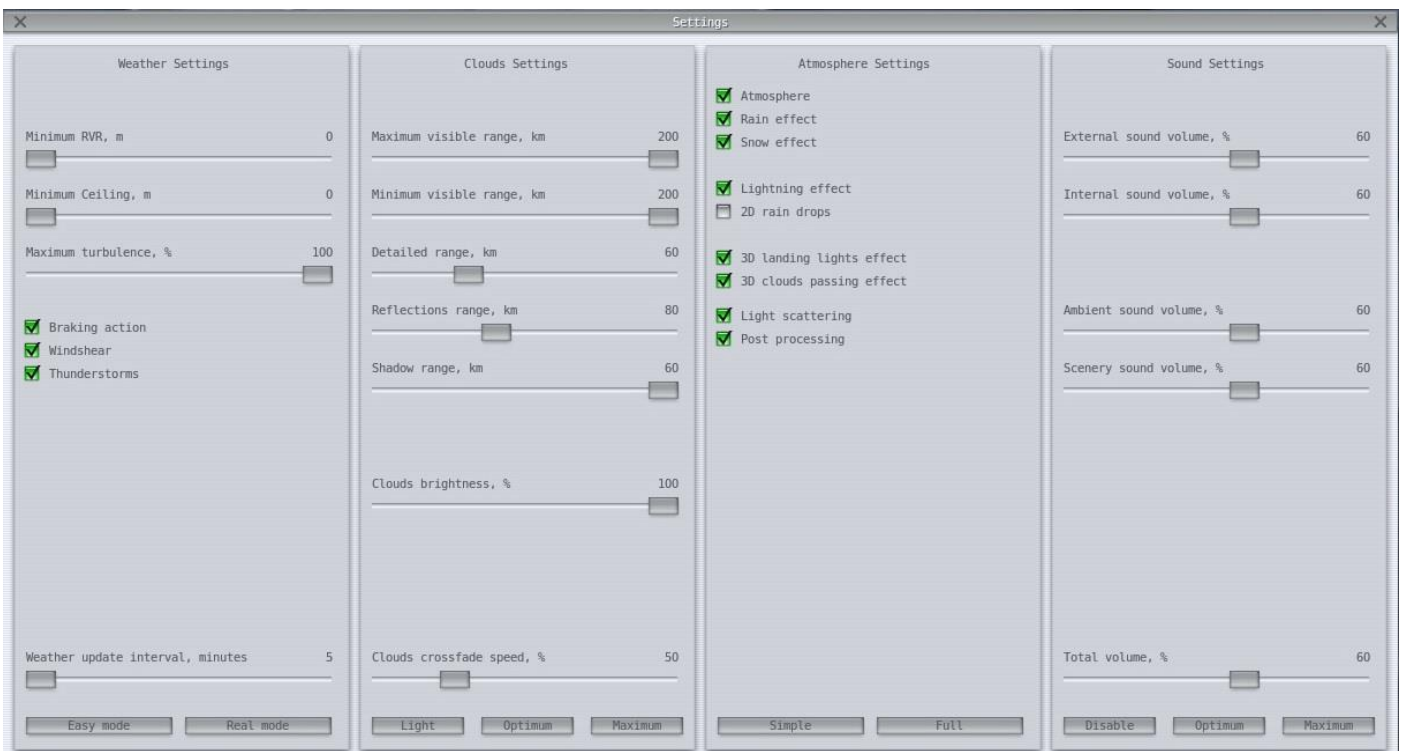 Settings
Weather Settings
Minimum RVR, m 0
Minimum Ceiling, m 0
Maximum turbulence, % 100
Braking action
Windshear
Thunderstorms
Weather update interval, minutes 5
Easy mode Real mode
Clouds Settings
Maximum visible range, km 200
Minimum visible range, km 200
Detailed range, km 60
Reflections range, km 80
Shadow range, km 60
Clouds brightness, % 100
Clouds crossfade speed, % 50
Light Optimum Maximum
Atmosphere Settings
Atmosphere
Rain effect
Snow effect
Lightning effect
2D rain drops
3D landing lights effect
3D clouds passing effect
Light scattering
Post processing
Simple Full
Sound Settings
External sound volume, % 60
Internal sound volume, % 60
Ambient sound volume, % 60
Scenery sound volume, % 60
Total volume, % 60
Disable Optimum Maximum